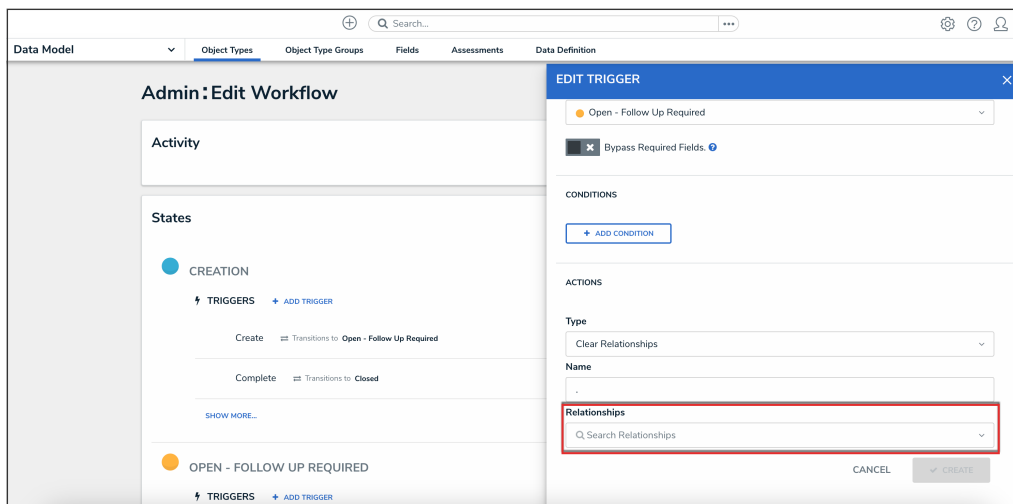 Search...
Data Model
Object Types Object Type Groups Fields Assessments Data Definition
Admin:Edit Workflow
Activity
States
CREATION
TRIGGERS + ADD TRIGGER
Create Transitions to Open - Follow Up Required
Complete Transitions to Closed
SHOW MORE...
OPEN - FOLLOW UP REQUIRED
TRIGGERS + ADD TRIGGER
EDIT TRIGGER
Open - Follow Up Required
Bypass Required Fields.
CONDITIONS
+ ADD CONDITION
ACTIONS
Type
Clear Relationships
Name
.
Relationships
Search Relationships
CANCEL CREATE